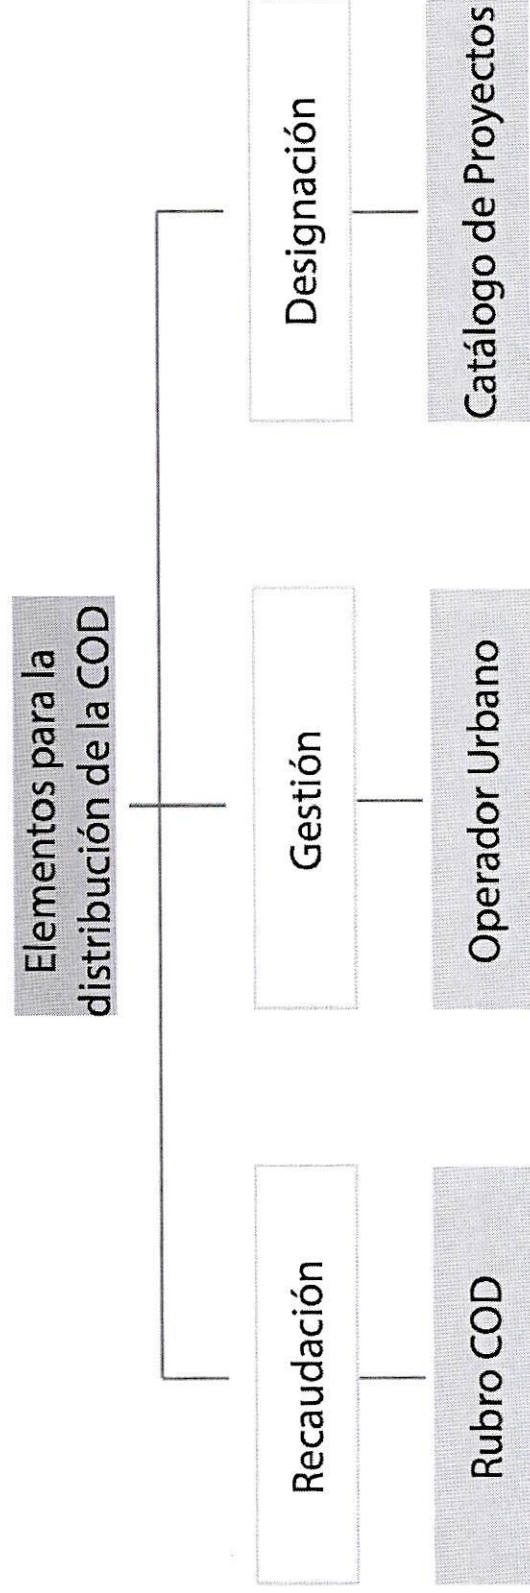 Elementos para la
distribución de la COD
Recaudación
Gestión
Designación
Rubro COD
Operador Urbano
Catálogo de Proyectos